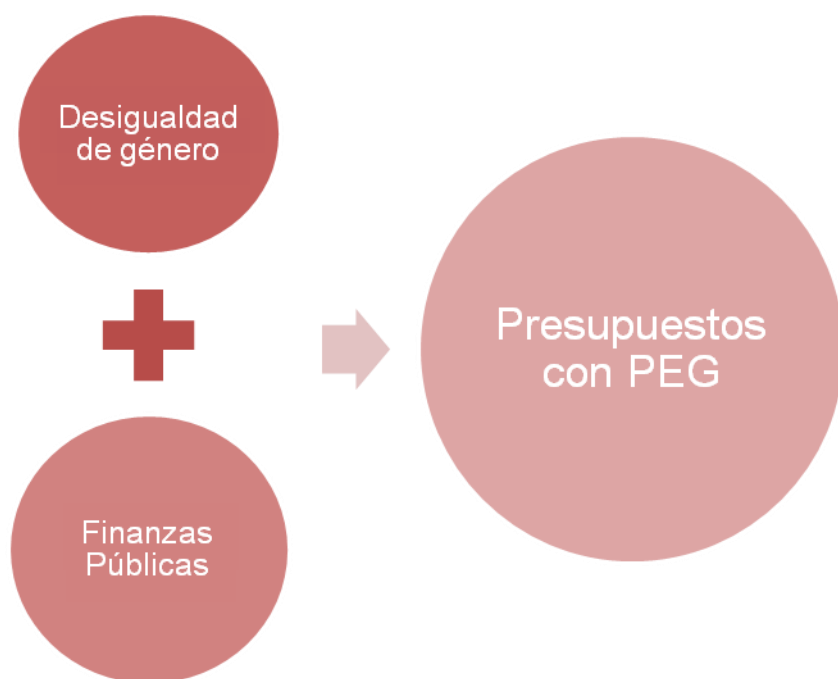 Desigualdad
de género
Finanzas
Públicas
Presupuestos
con PEG